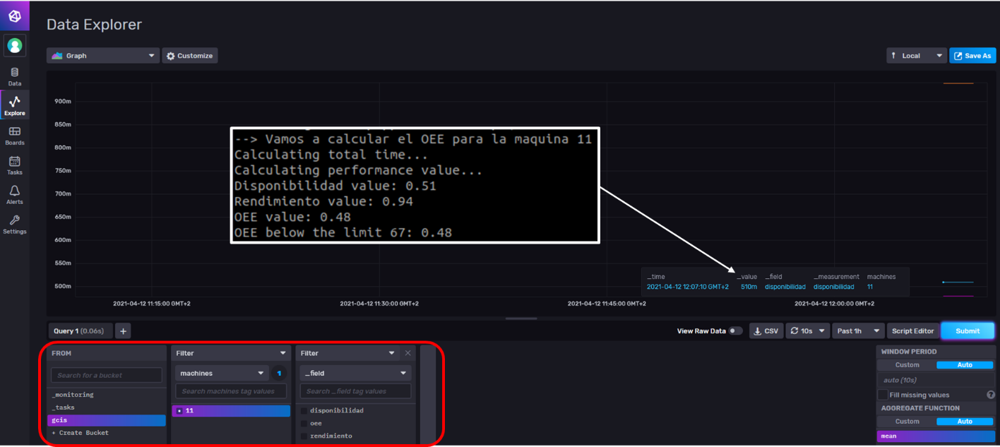 Data Explorer
Graph
Customize
Local
Save As
Data
Explore
Boards
Tasks
Alerts
Settings
900m
850m
800m
750m
700m
650m
600m
550m
500m
--> Vamos a calcular el OEE para la maquina 11
Calculating total time...
Calculating performance value...
Disponibilidad value: 0.51
Rendimiento value: 0.94
OEE value: 0.48
OEE below the limit 67: 0.48
_time _value _field _measurement machines
2021-04-12 12:07:10 GMT+2 510m disponibilidad disponibilidad 11
2021-04-12 11:15:00 GMT+2 2021-04-12 11:30:00 GMT+2 2021-04-12 11:45:00 GMT+2 2021-04-12 12:00:00 GMT+2
Query 1 (0.06s) +
View Raw Data CSV 10s Past 1h Script Editor Submit
FROM
Search for a bucket
_monitoring
_tasks
gcis
+ Create Bucket
Filter
machines 1
Search machines tag values
11
Filter
_field
Search _field tag values
disponibilidad
oee
rendimiento
WINDOW PERIOD
Custom Auto
auto (10s)
Fill missing values ?
AGGREGATE FUNCTION
Custom Auto
mean